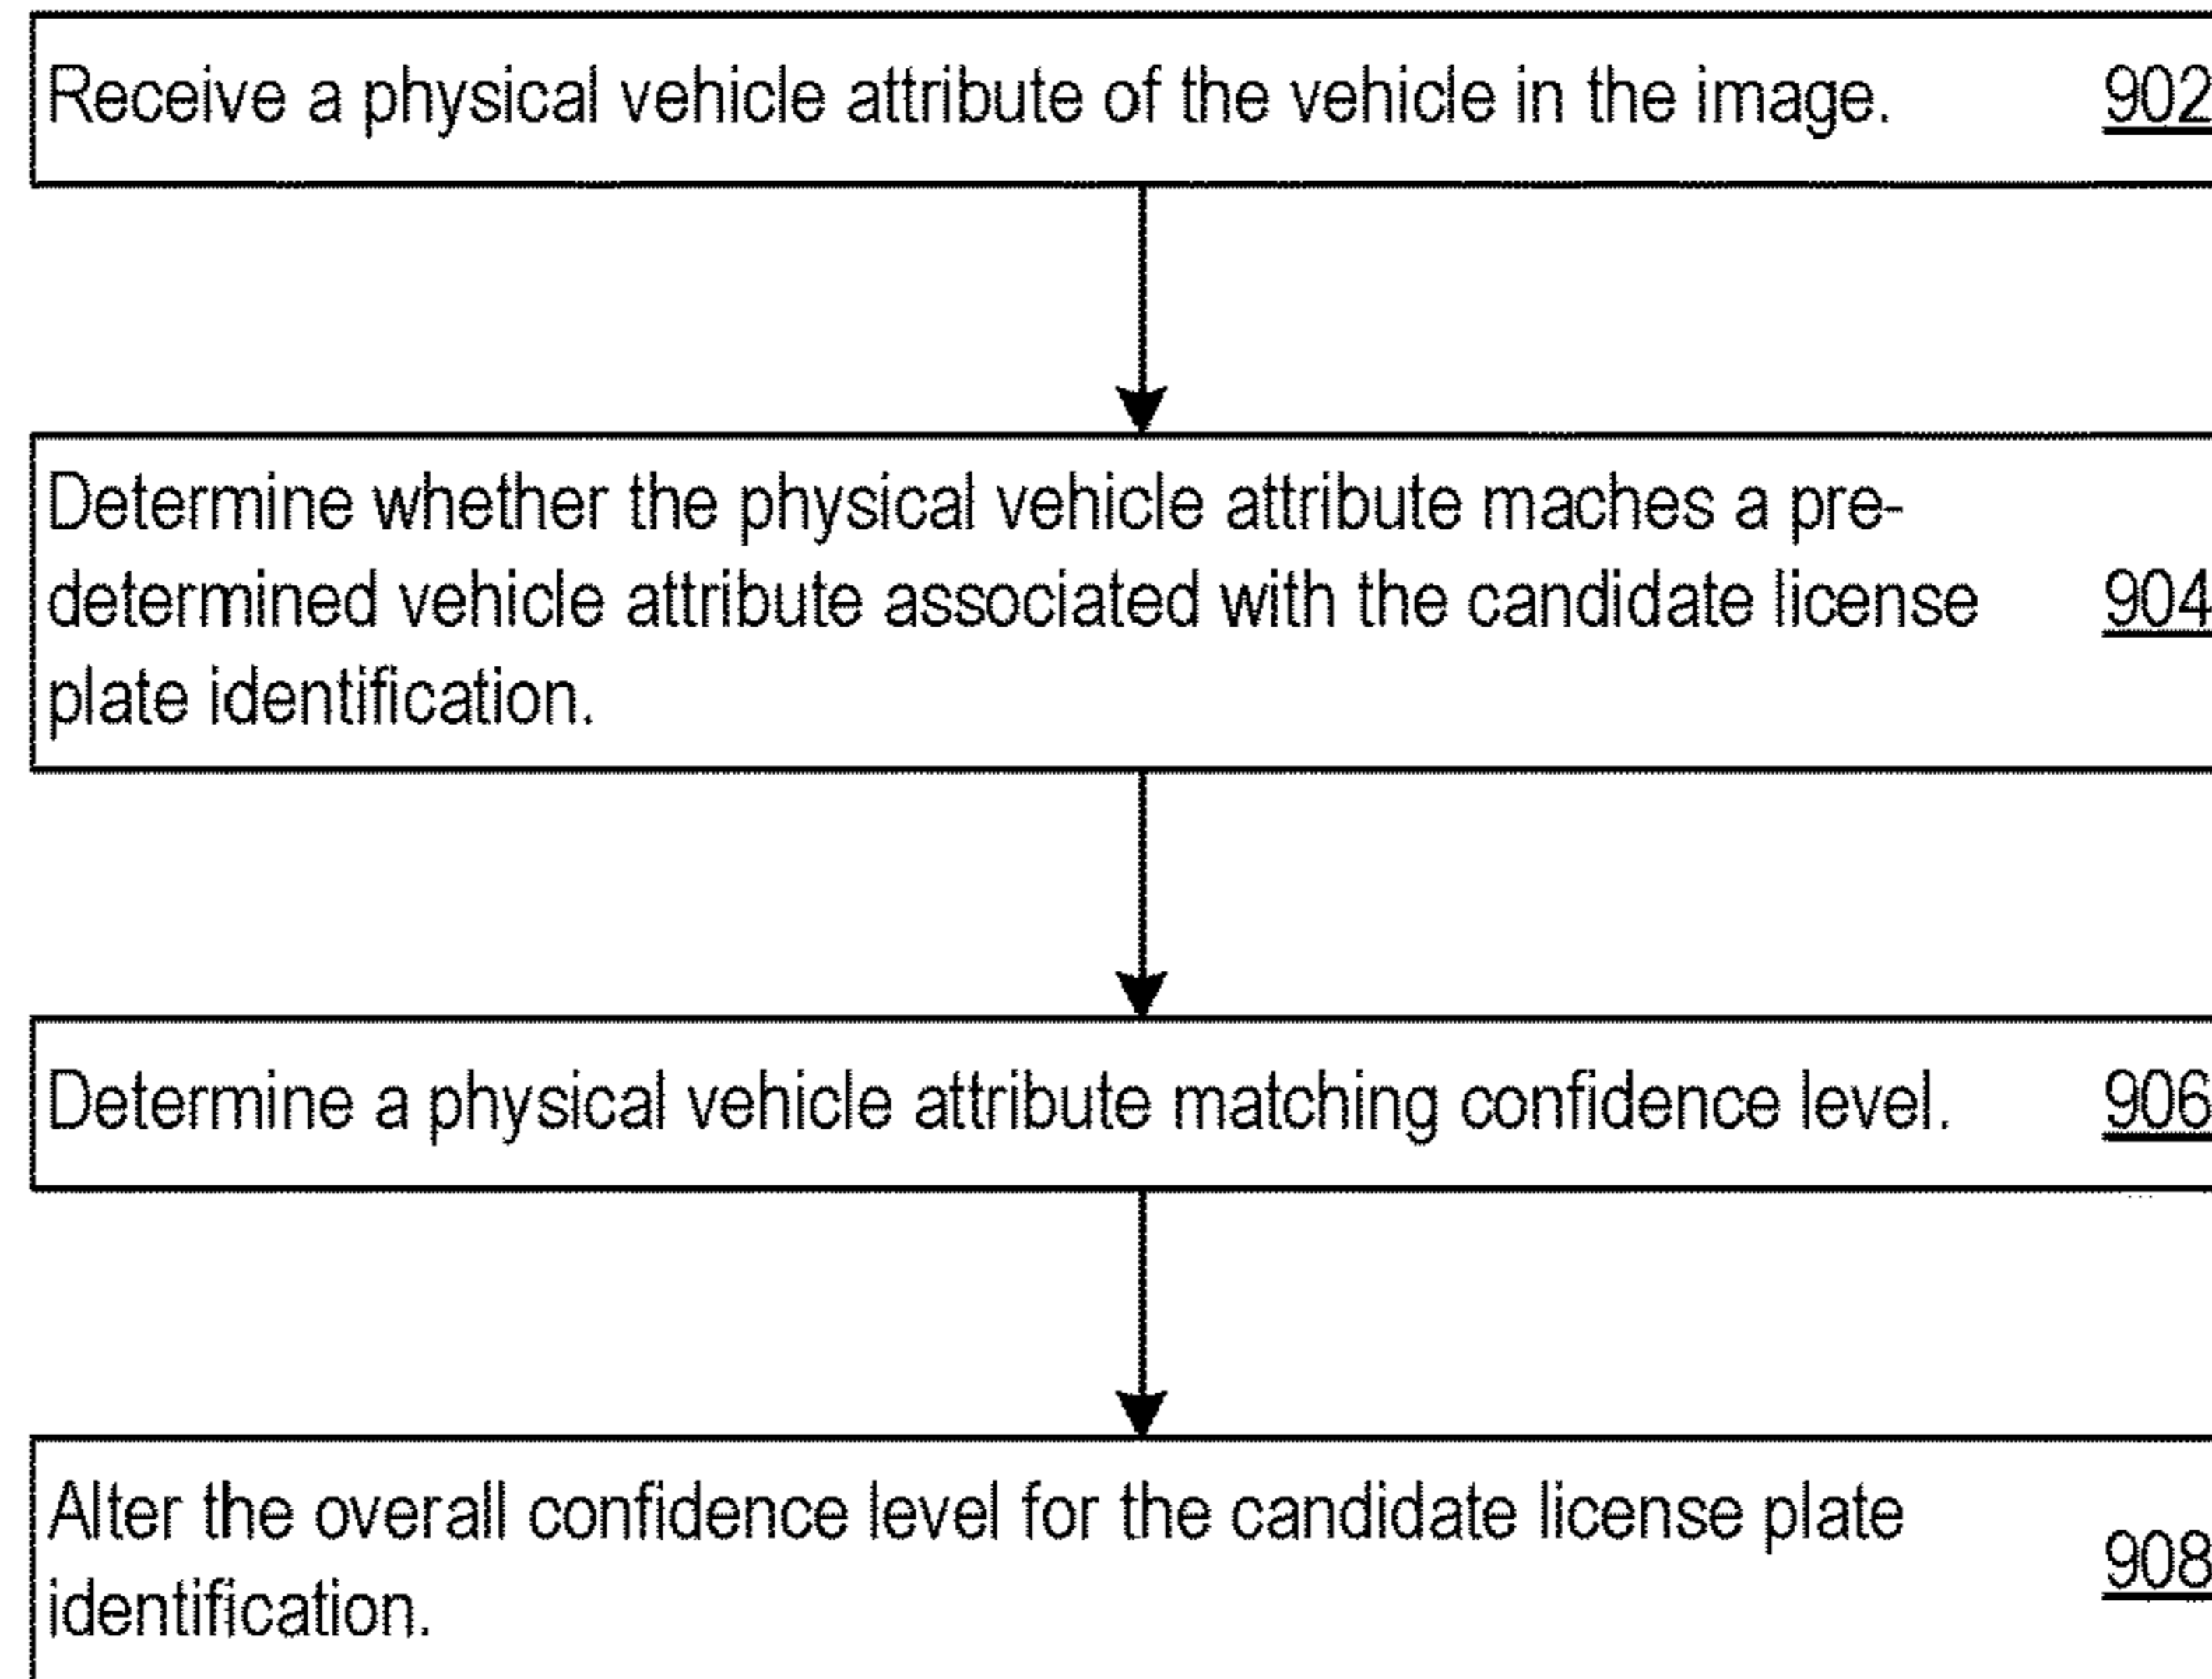 Receive a physical vehicle attribute of the vehicle in the image. 902
Determine whether the physical vehicle attribute maches a pre-
determined vehicle attribute associated with the candidate license 904
plate identification.
Determine a physical vehicle attribute matching confidence level. 906
Alter the overall confidence level for the candidate license plate
908
identification.